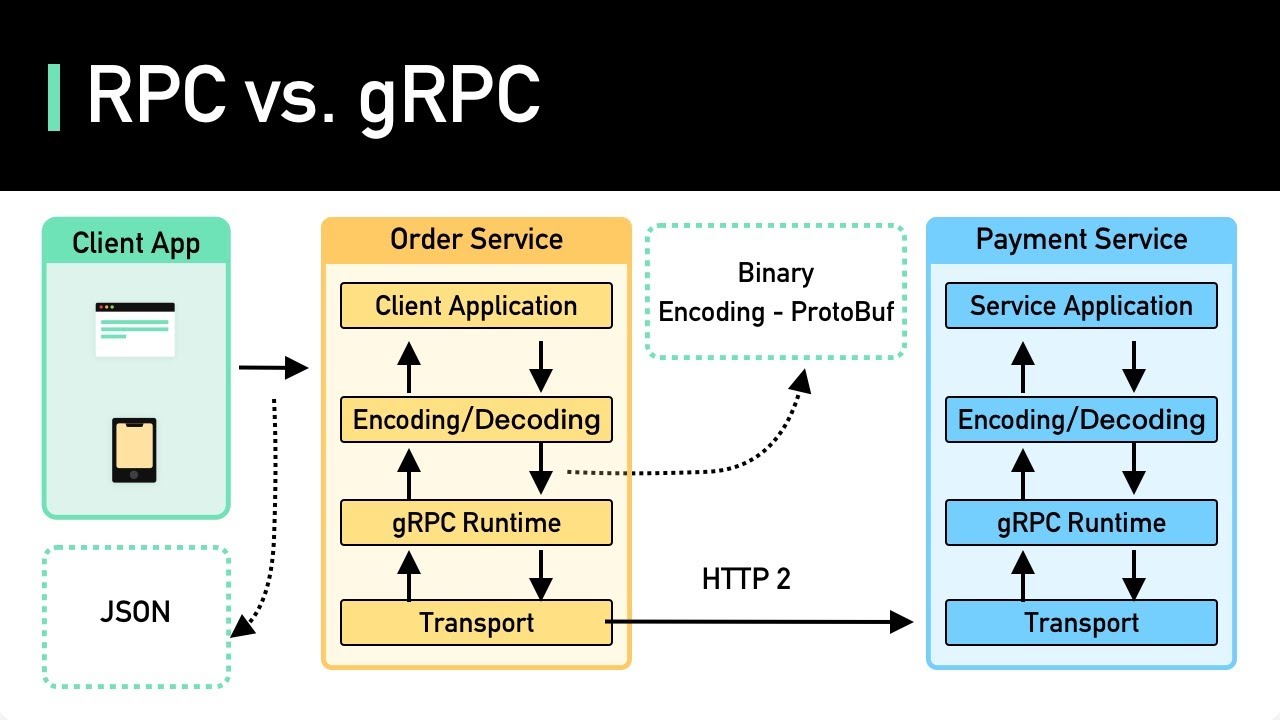 RPC vs. gRPC
Client App
JSON
Order Service
Client Application
Encoding/Decoding
gRPC Runtime
Transport
Binary
Encoding - ProtoBuf
HTTP 2
Payment Service
Service Application
Encoding/Decoding
gRPC Runtime
Transport